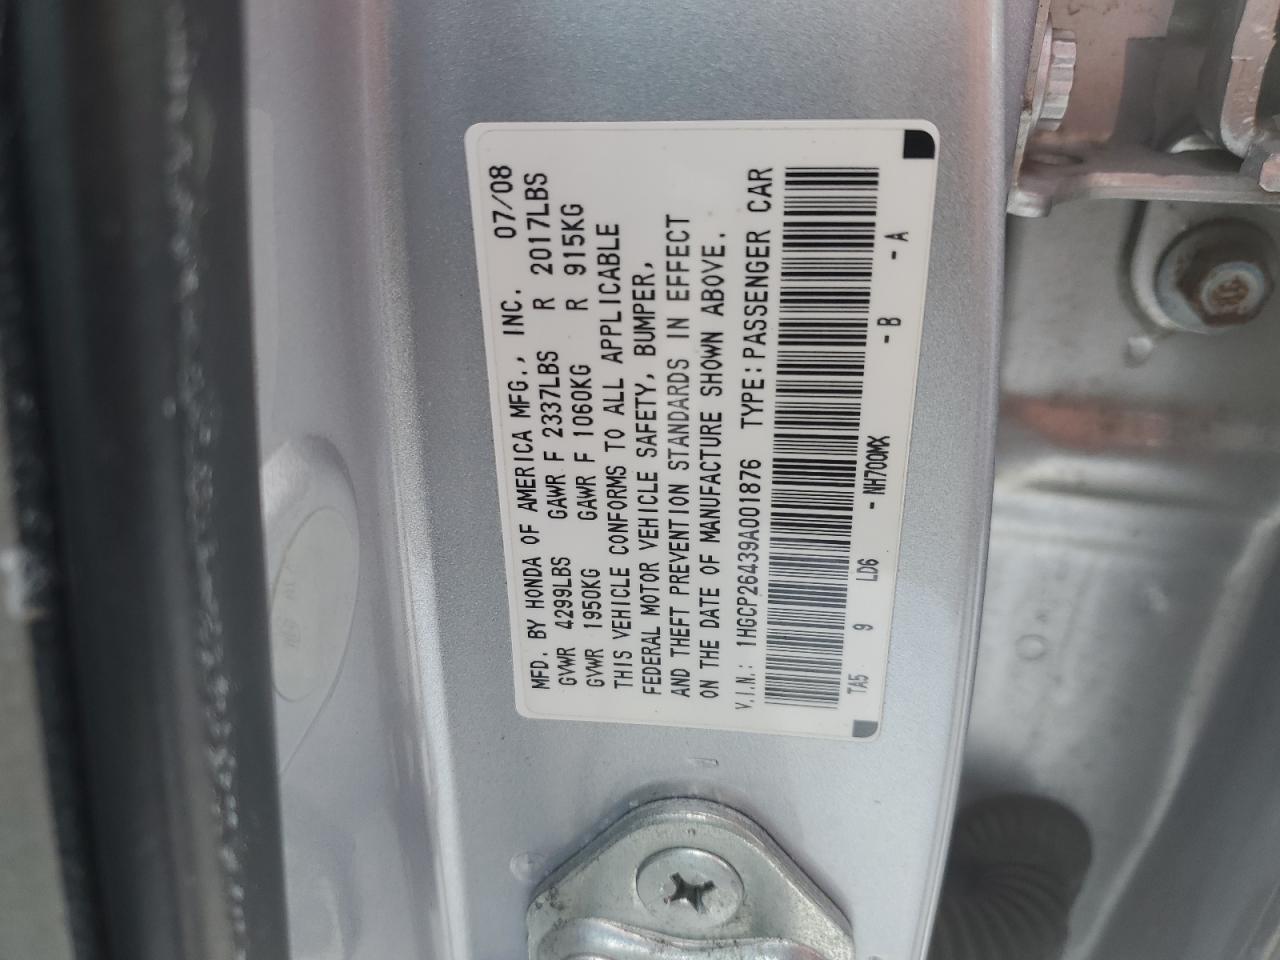 MFD. BY HONDA OF AMERICA MFG., INC. 07/08
GVWR 4299LBS GAWR F 2337LBS R 2017LBS
GVWR 1950KG GAWR F 1060KG R 915KG
THIS VEHICLE CONFORMS TO ALL APPLICABLE
FEDERAL MOTOR VEHICLE SAFETY, BUMPER,
AND THEFT PREVENTION STANDARDS IN EFFECT
ON THE DATE OF MANUFACTURE SHOWN ABOVE.
V.I.N.: 1HGCP26439A001876 TYPE:PASSENGER CAR
TA5 9 LD6 - NH700MX - B - A